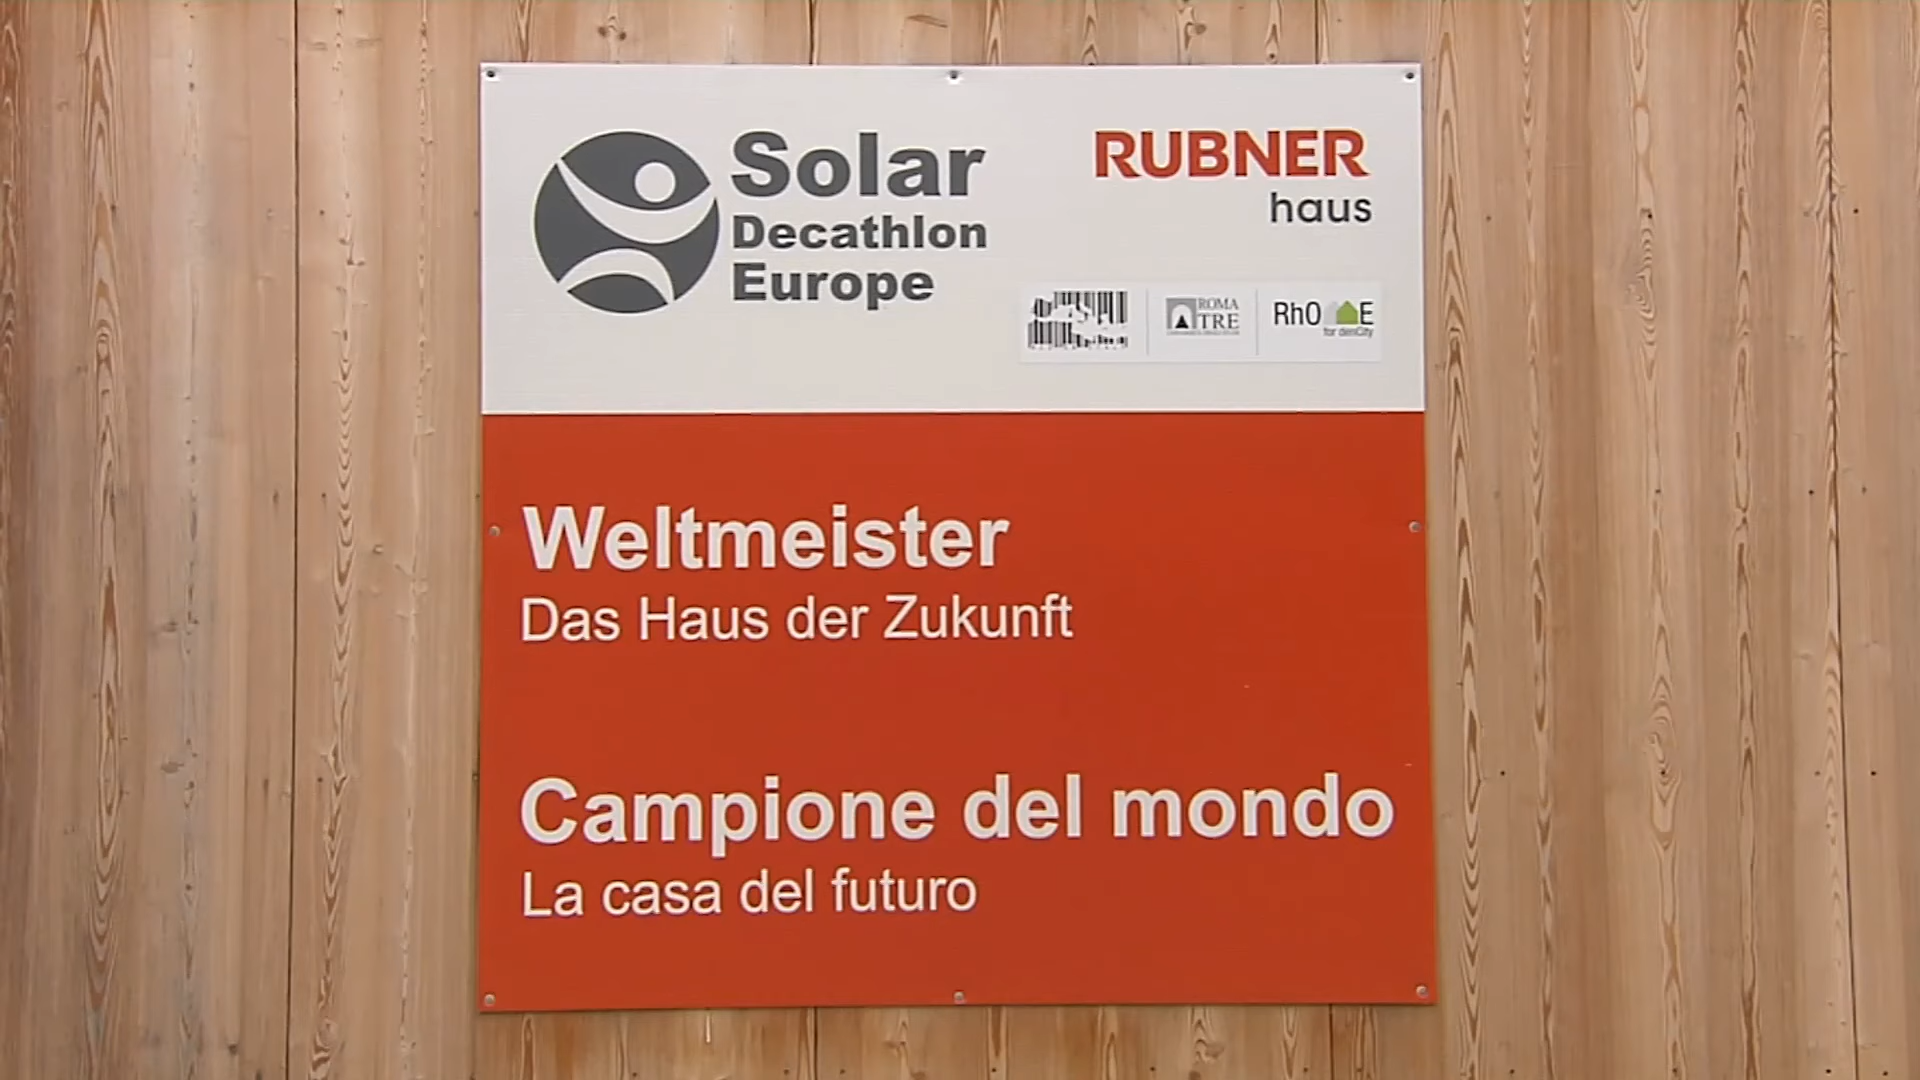 Solar
Decathlon
Europe
RUBNER
haus
ROMA
TRE
RhOME
for denCity
Weltmeister
Das Haus der Zukunft
Campione del mondo
La casa del futuro